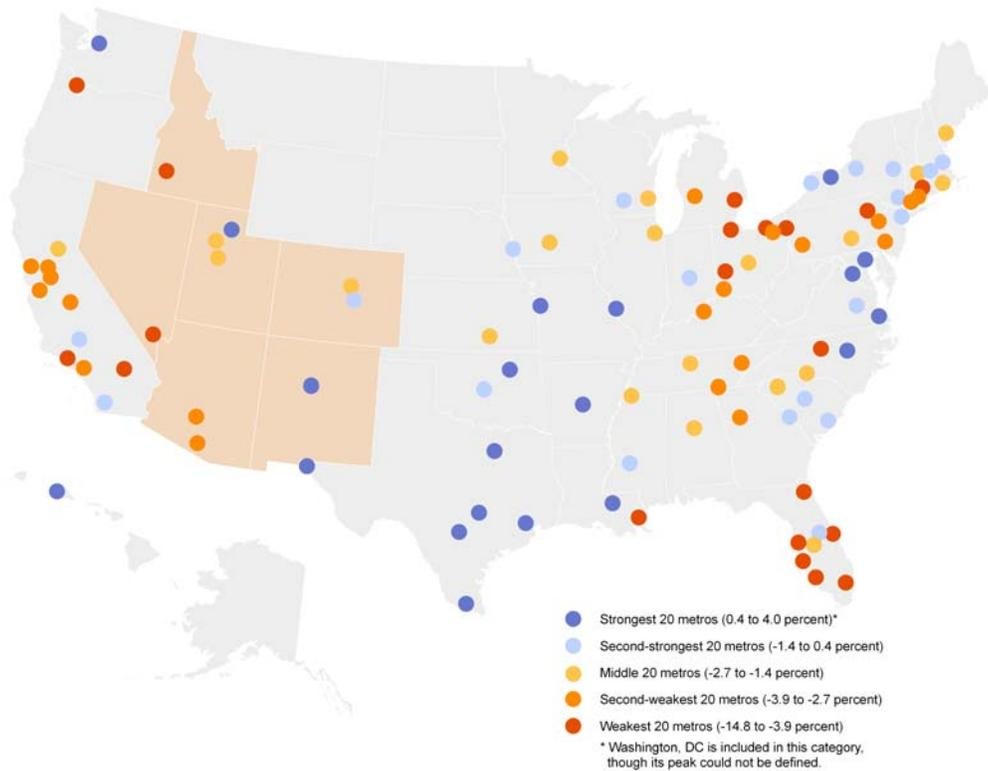 Strongest 20 metros (0.4 to 4.0 percent)*
Second-strongest 20 metros (-1.4 to 0.4 percent)
Middle 20 metros (-2.7 to -1.4 percent)
Second-weakest 20 metros (-3.9 to -2.7 percent)
Weakest 20 metros (-14.8 to -3.9 percent)
* Washington, DC is included in this category,
though its peak could not be defined.